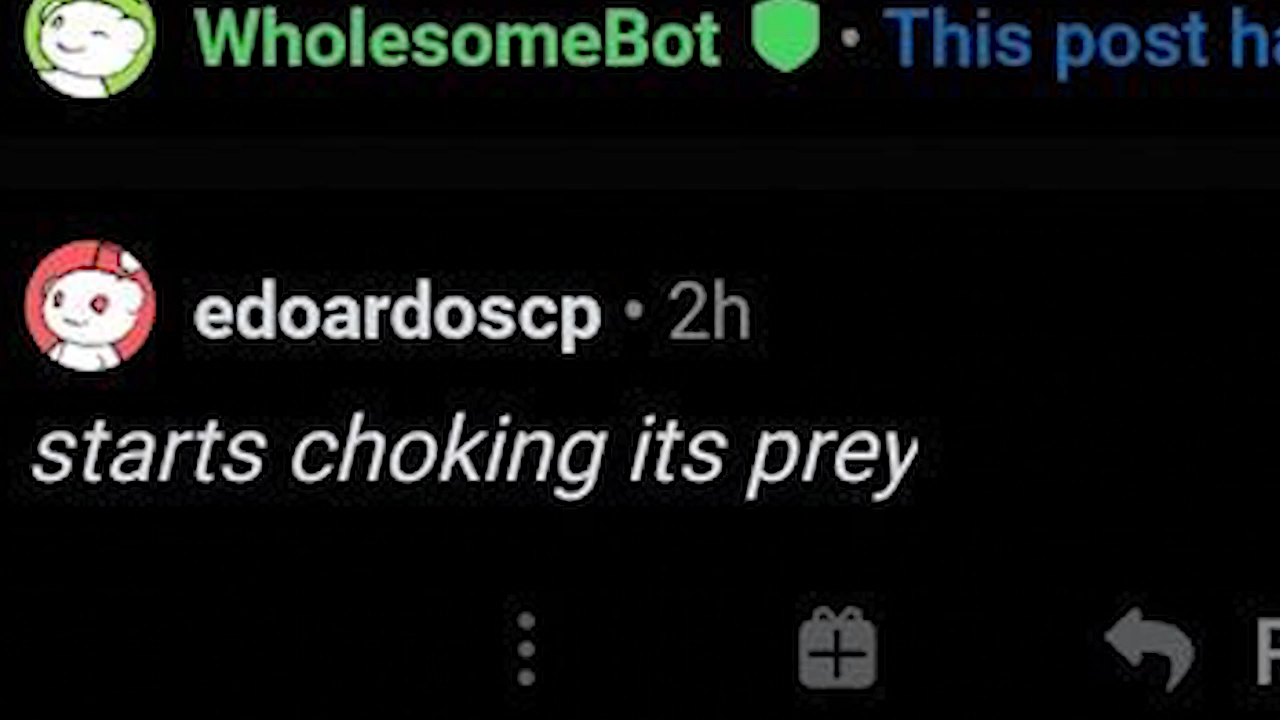 WholesomeBot • This post
edoardoscp • 2h
starts choking its prey